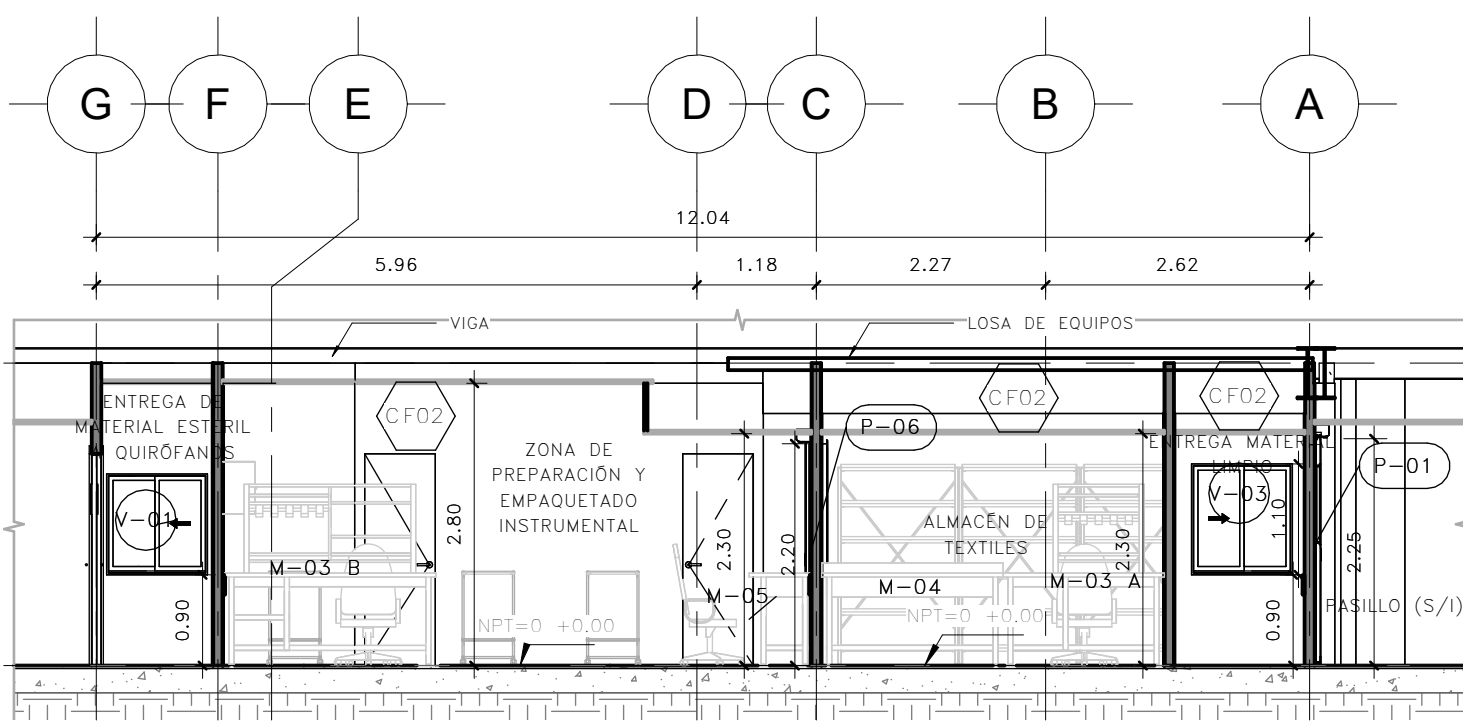 G
F
E
D
C
B
A
12.04
5.96
1.18
2.27
2.62
VIGA
LOSA DE EQUIPOS
ENTREGA DE
MATERIAL ESTERIL
A QUIRÓFANOS
CF02
ZONA DE
PREPARACIÓN Y
EMPAQUETADO
INSTRUMENTAL
P-06
CF02
CF02
ENTREGA MATERIAL
LIMPIO
P-01
V-01
V-03
ALMACÉN DE
TEXTILES
2.80
2.30
2.20
2.30
1.10
2.25
M-03 B
M-05
M-04
M-03 A
0.90
NPT=0 +0.00
NPT=0 +0.00
0.90
PASILLO (S/I)